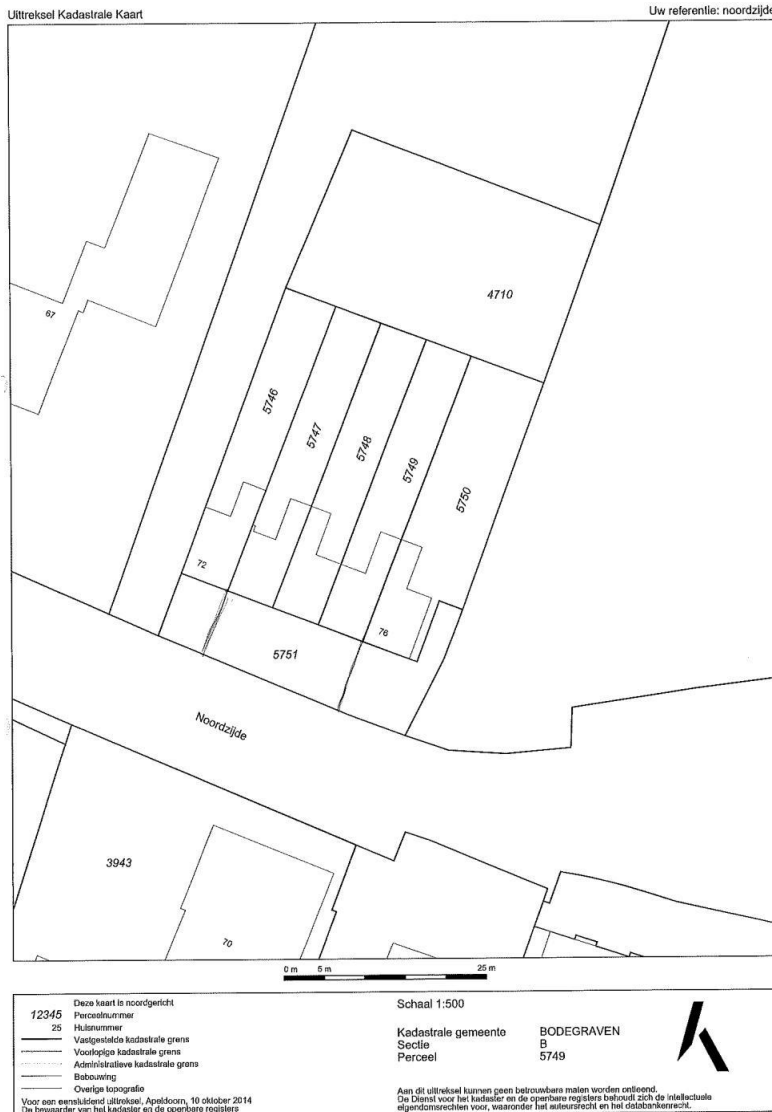 Uittreksel Kadastrale Kaart
Uw referentie: noordzijde
67
4710
5746
5747
5748
5749
5750
72
76
5751
Noordzijde
3943
70
0 m 5 m 25 m
Deze kaart is noordgericht
12345 Perceelnummer
25 Huisnummer
Vastgestelde kadastrale grens
Voorlopige kadastrale grens
Administratieve kadastrale grens
Bebouwing
Overige topografie
Voor een eensluidend uittreksel, Apeldoorn, 10 oktober 2014
De bewaarder van het kadaster en de openbare registers
Schaal 1:500
Kadastrale gemeente BODEGRAVEN
Sectie B
Perceel 5749
Aan dit uittreksel kunnen geen betrouwbare maten worden ontleend.
De Dienst voor het kadaster en de openbare registers behoudt zich de intellectuele
eigendomsrechten voor, waaronder het auteursrecht en het databankenrecht.